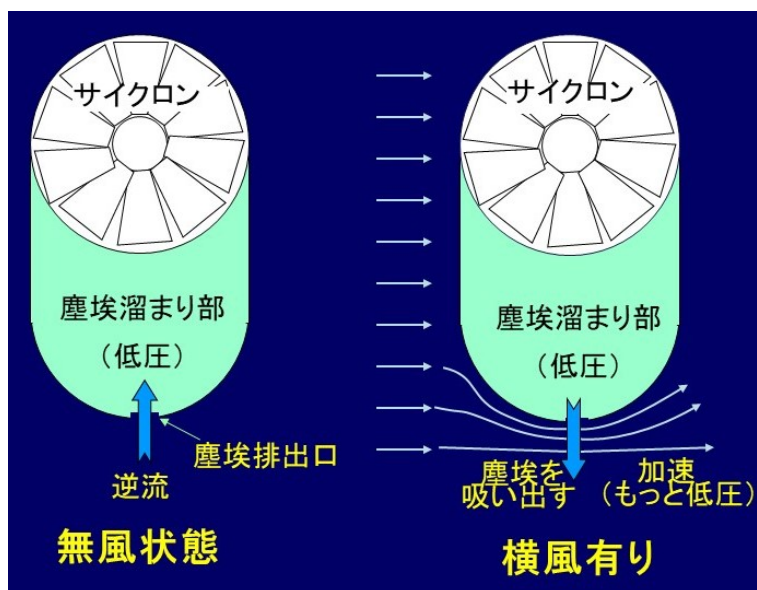 サイクロン
塵埃溜まり部
（低圧）
塵埃排出口
逆流
無風状態
サイクロン
塵埃溜まり部
（低圧）
塵埃を
吸い出す
加速
（もっと低圧）
横風有り